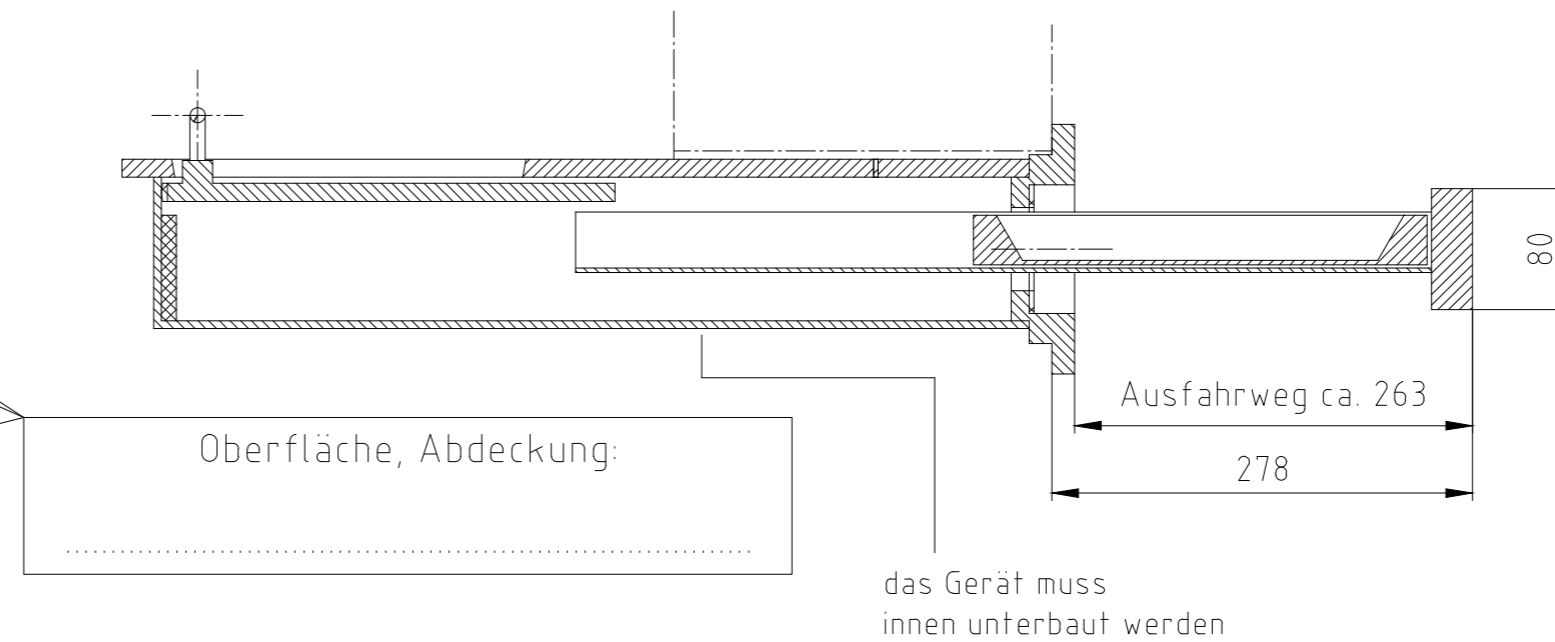 80
Ausfahrweg ca. 263
278
Oberfläche, Abdeckung:
das Gerät muss
innen unterbaut werden